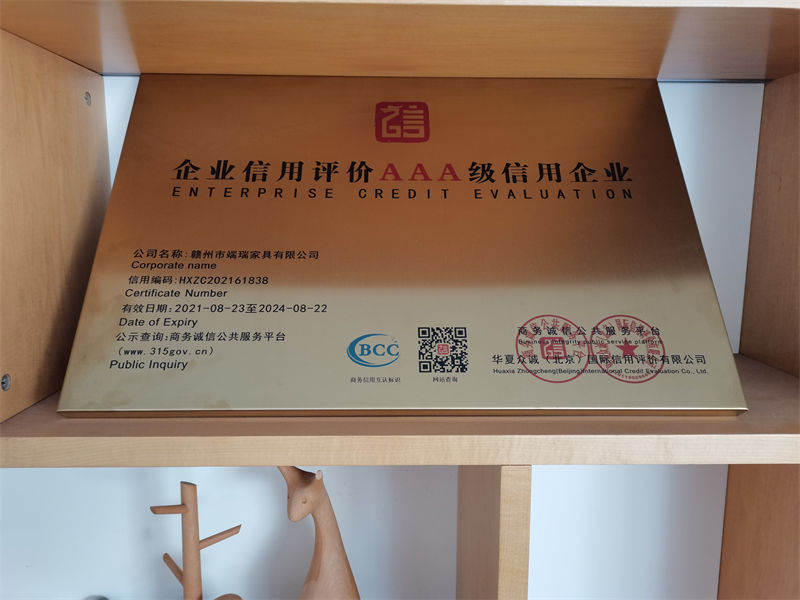 企业信用评价AAA级信用企业
ENTERPRISE CREDIT EVALUATION
公司名称:赣州市端瑞家具有限公司
Corporate name
信用编码:HXZC202161838
Certificate Number
有效日期:2021-08-23至2024-08-22
Date of Expiry
公示查询:商务诚信公共服务平台
(www.315gov.cn)
Public Inquiry
BCC
商务信用互认标识
网站查询
商务诚信公共服务平台
Business integrity public service platform
华夏众诚(北京)国际信用评价有限公司
Huaxia Zhongcheng(Beijing)International Credit Evaluation Co., Ltd.